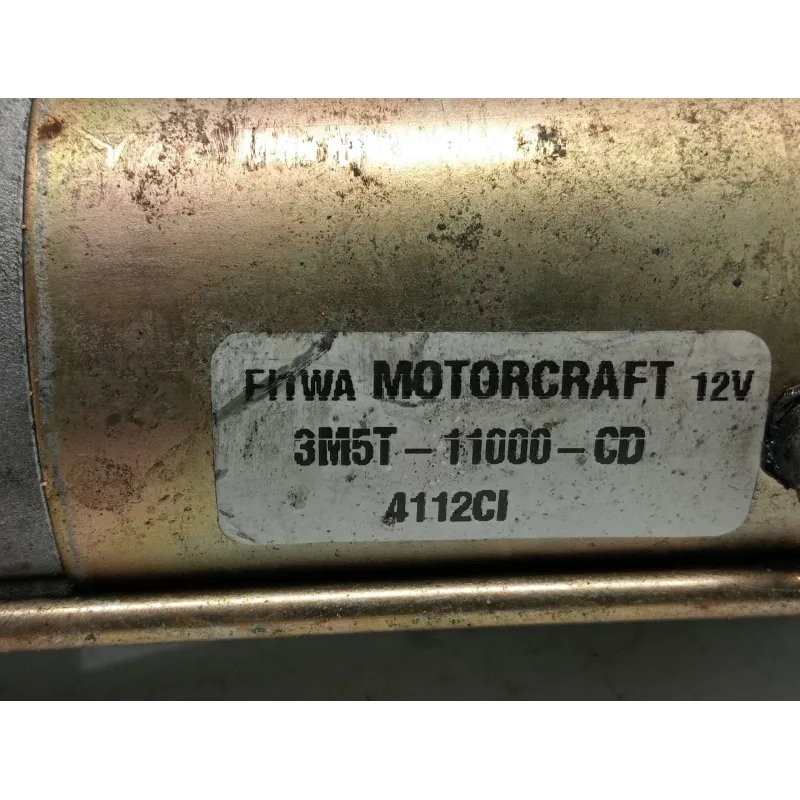 FITWA MOTORCRAFT 12V
3M5T-11000-CD
4112CI